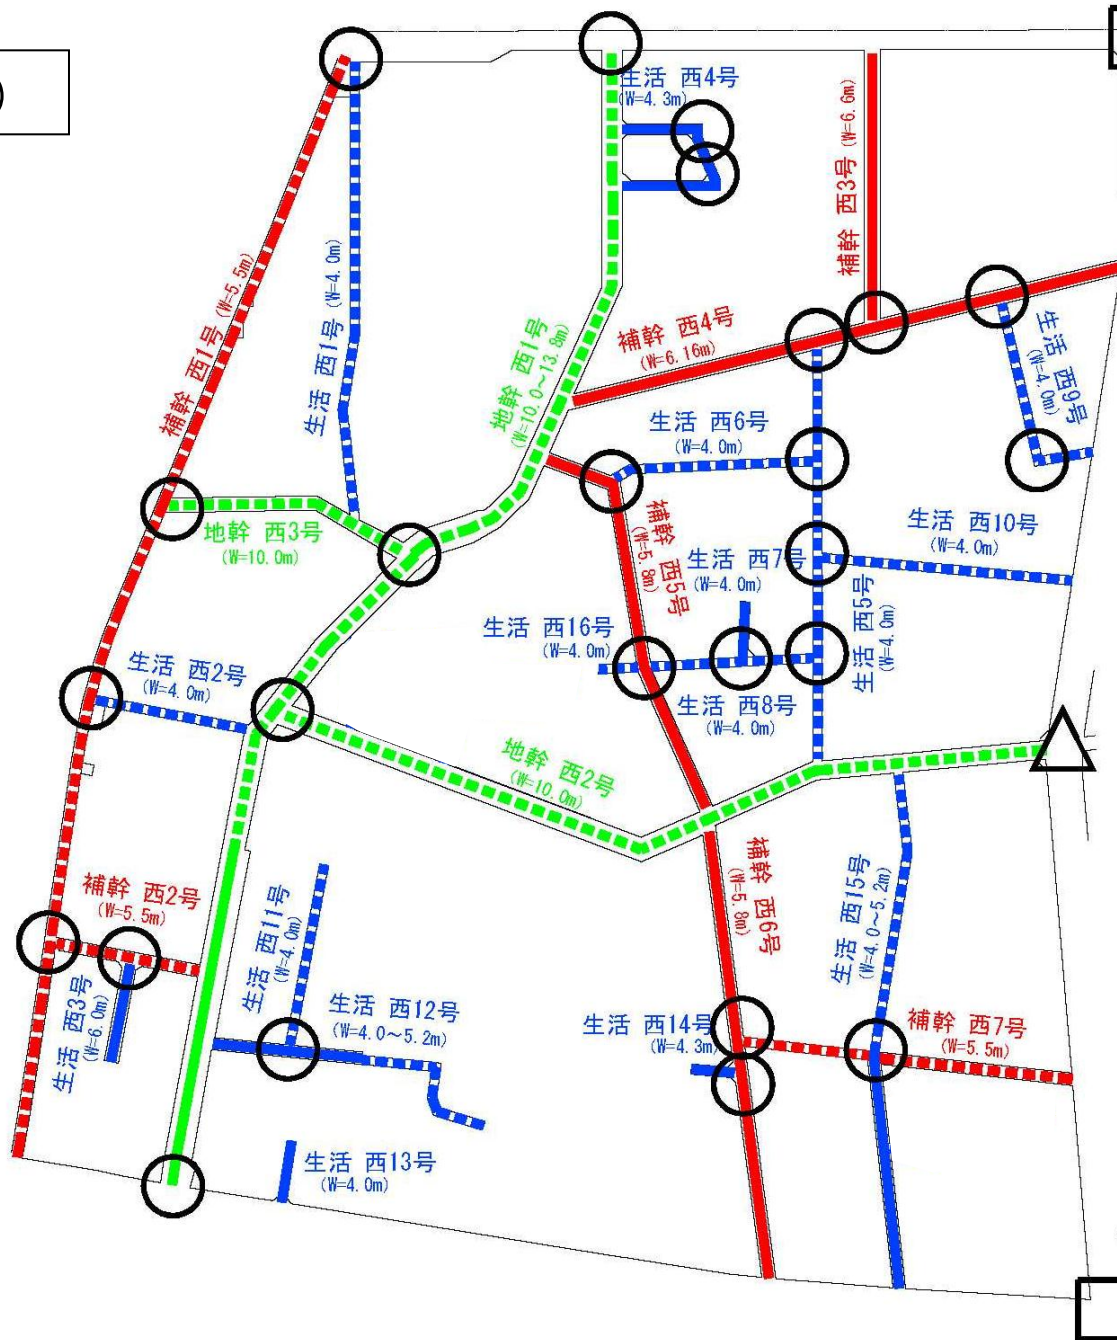 生活 西4号
(W=4.3m)
補幹 西3号 (W=6.6m)
補幹 西1号 (W=5.5m)
生活 西1号 (W=4.0m)
地幹 西1号
(W=10.0~13.8m)
補幹 西4号
(W=6.16m)
生活 西9号
(W=4.0m)
生活 西6号
(W=4.0m)
地幹 西3号
(W=10.0m)
補幹 西5号
(W=5.8m)
生活 西7号
(W=4.0m)
生活 西10号
(W=4.0m)
生活 西5号
(W=4.0m)
生活 西16号
(W=4.0m)
生活 西2号
(W=4.0m)
生活 西8号
(W=4.0m)
地幹 西2号
(W=10.0m)
補幹 西2号
(W=5.5m)
生活 西11号
(W=4.0m)
補幹 西6号
(W=5.8m)
生活 西15号
(W=4.0~5.2m)
生活 西3号
(W=6.0m)
生活 西12号
(W=4.0~5.2m)
生活 西14号
(W=4.3m)
補幹 西7号
(W=5.5m)
生活 西13号
(W=4.0m)